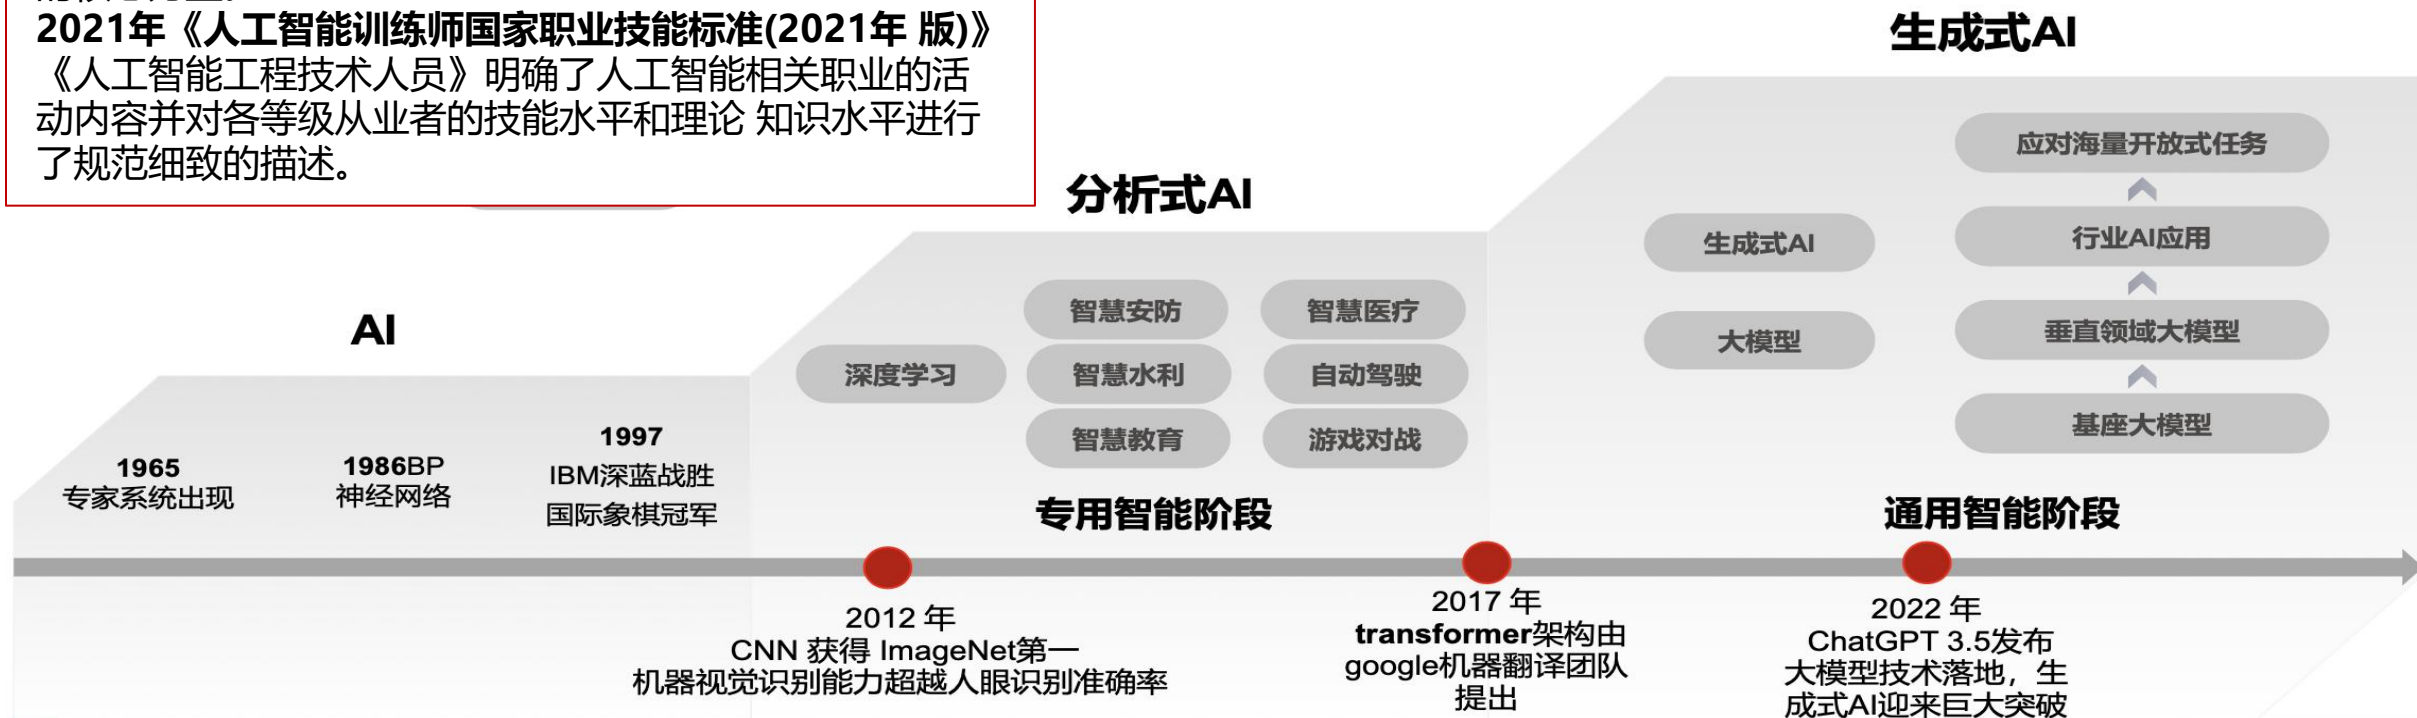 2021年《人工智能训练师国家职业技能标准(2021年 版)》
《人工智能工程技术人员》明确了人工智能相关职业的活
动内容并对各等级从业者的技能水平和理论 知识水平进行
了规范细致的描述。
AI
1965
专家系统出现
1986BP
神经网络
1997
IBM深蓝战胜
国际象棋冠军
分析式AI
深度学习
智慧安防
智慧医疗
智慧水利
自动驾驶
智慧教育
游戏对战
专用智能阶段
生成式AI
生成式AI
大模型
应对海量开放式任务
行业AI应用
垂直领域大模型
基座大模型
通用智能阶段
2012 年
CNN 获得 ImageNet第一
机器视觉识别能力超越人眼识别准确率
2017 年
transformer架构由
google机器翻译团队
提出
2022 年
ChatGPT 3.5发布
大模型技术落地，生
成式AI迎来巨大突破